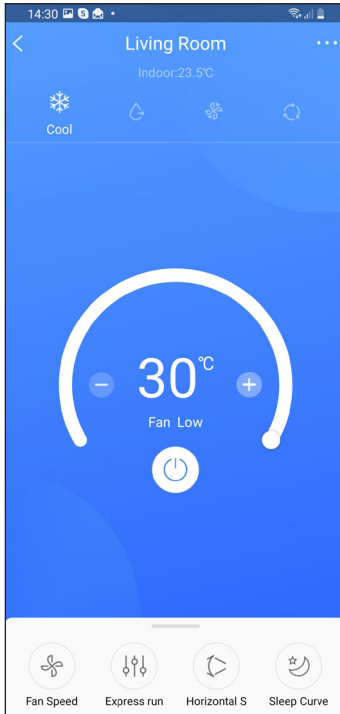 14:30
Living Room
Indoor:23.5℃
Cool
30℃
Fan Low
Fan Speed
Express run
Horizontal S
Sleep Curve